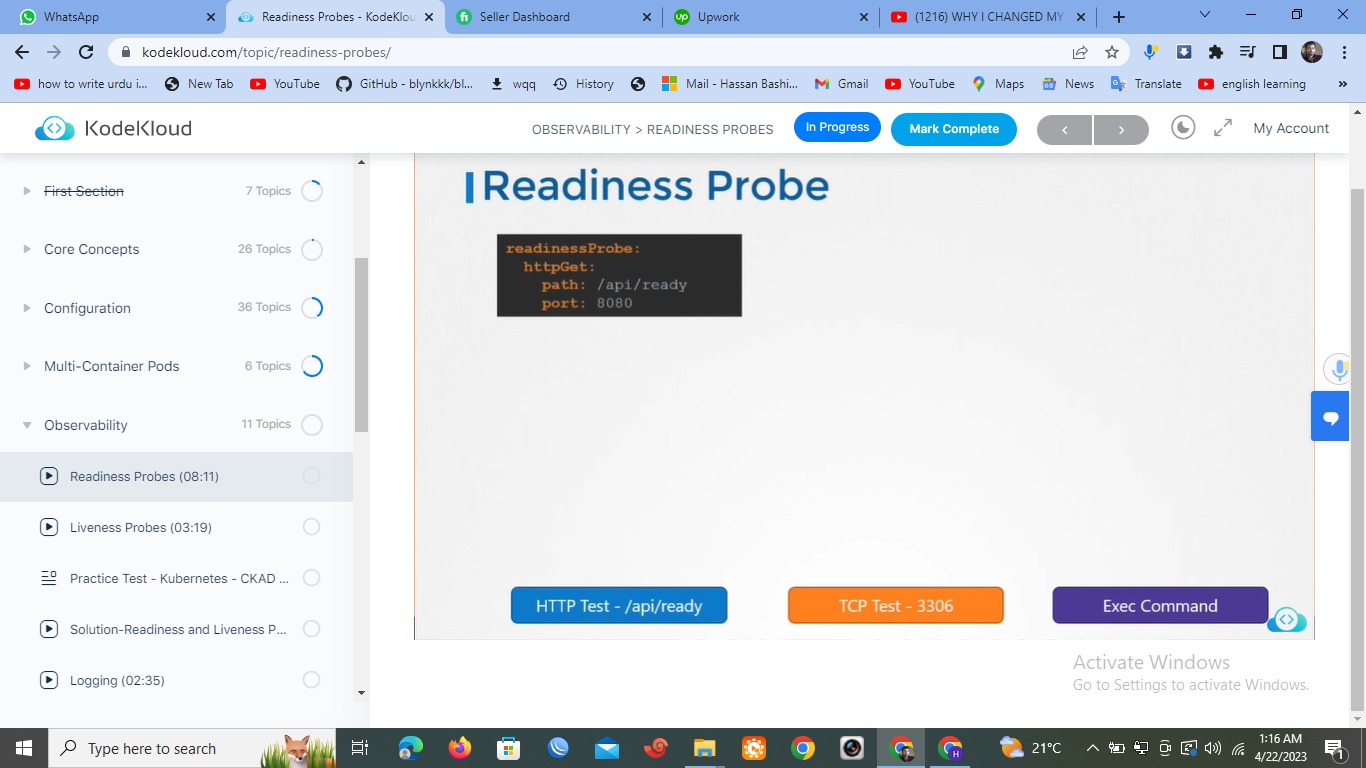 WhatsApp
Readiness Probes - KodeKlou
Seller Dashboard
Upwork
(1216) WHY I CHANGED MY
kodekloud.com/topic/readiness-probes/
how to write urdu i...
New Tab
YouTube
GitHub - blynkkk/bl...
wqq
History
Mail - Hassan Bashi...
Gmail
YouTube
Maps
News
Translate
english learning
»
KodeKloud
OBSERVABILITY > READINESS PROBES
In Progress
Mark Complete
My Account
First Section 7 Topics
Core Concepts 26 Topics
Configuration 36 Topics
Multi-Container Pods 6 Topics
Observability 11 Topics
Readiness Probes (08:11)
Liveness Probes (03:19)
Practice Test - Kubernetes - CKAD ...
Solution-Readiness and Liveness P...
Logging (02:35)
Readiness Probe
readinessProbe:
httpGet:
path: /api/ready
port: 8080
HTTP Test - /api/ready
TCP Test - 3306
Exec Command
Activate Windows
Go to Settings to activate Windows.
Type here to search
21°C
1:16 AM
4/22/2023